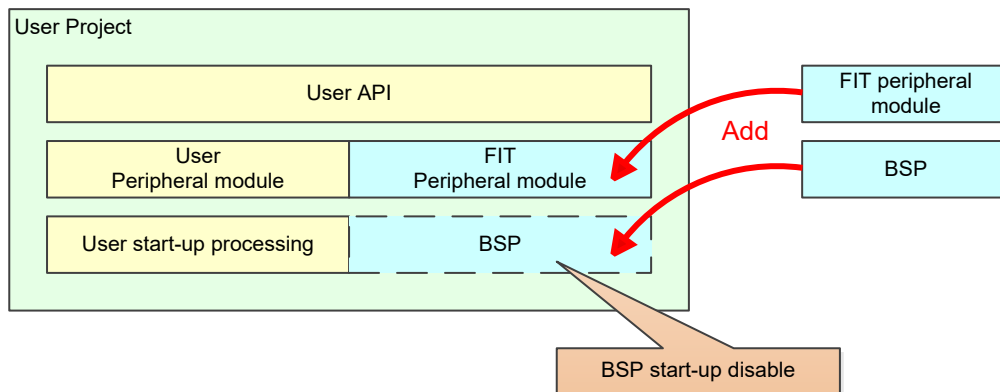 User Project
User API
FIT peripheral
module
Add
User
Peripheral module
FIT
Peripheral module
BSP
User start-up processing
BSP
BSP start-up disable